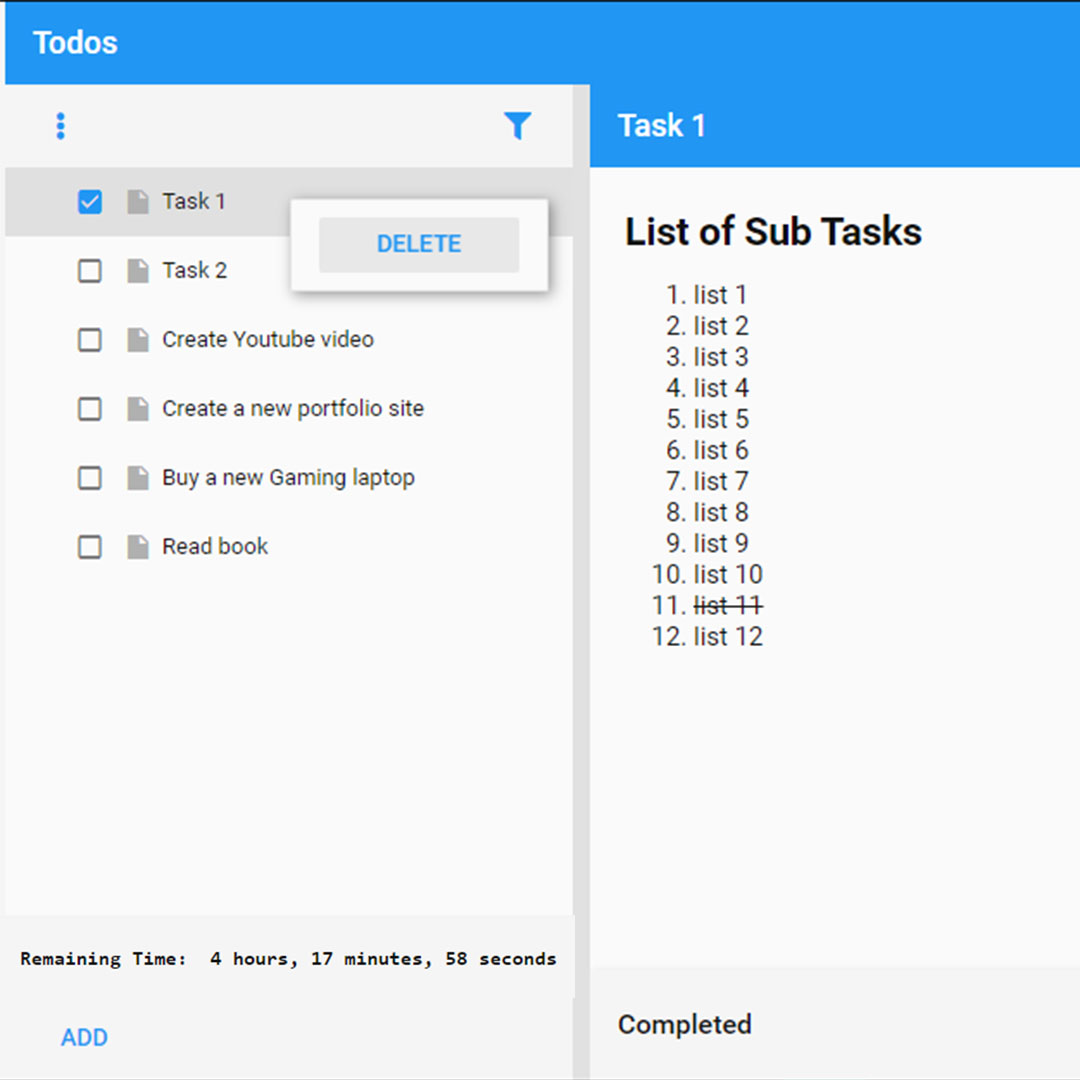 Todos
Task 1
DELETE
Task 2
Create Youtube video
Create a new portfolio site
Buy a new Gaming laptop
Read book
Remaining Time:  4 hours, 17 minutes, 58 seconds
ADD
Task 1
List of Sub Tasks
1. list 1
2. list 2
3. list 3
4. list 4
5. list 5
6. list 6
7. list 7
8. list 8
9. list 9
10. list 10
11. list 11
12. list 12
Completed